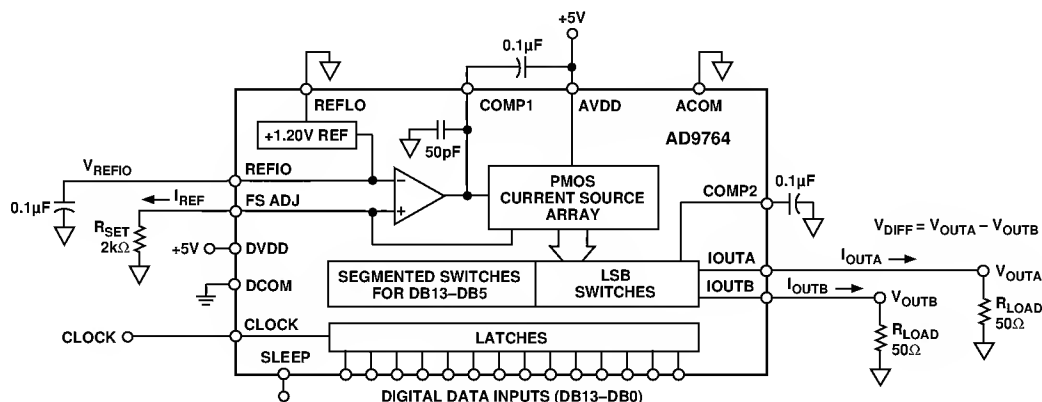 +5V
0.1µF
REFLO
COMP1
AVDD
ACOM
AD9764
+1.20V REF
50pF
V_REFIO
REFIO
PMOS
CURRENT SOURCE
ARRAY
COMP2
0.1µF
0.1µF
I_REF
FS ADJ
R_SET
2kΩ
+5V
DVDD
V_DIFF = V_OUTA – V_OUTB
DCOM
SEGMENTED SWITCHES
FOR DB13–DB5
LSB
SWITCHES
IOUTA
I_OUTA
V_OUTA
IOUTB
I_OUTB
V_OUTB
R_LOAD
50Ω
R_LOAD
50Ω
CLOCK
CLOCK
LATCHES
SLEEP
DIGITAL DATA INPUTS (DB13–DB0)